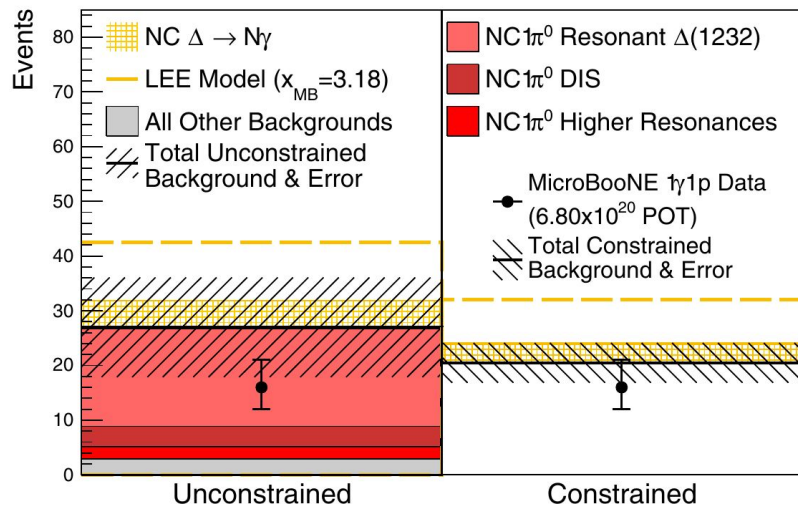 Events
80
70
60
50
40
30
20
10
0
NC Δ → Nγ
LEE Model (x_MB=3.18)
All Other Backgrounds
Total Unconstrained
Background & Error
NC1π⁰ Resonant Δ(1232)
NC1π⁰ DIS
NC1π⁰ Higher Resonances
MicroBooNE 1γ1p Data
(6.80x10²⁰ POT)
Total Constrained
Background & Error
Unconstrained
Constrained